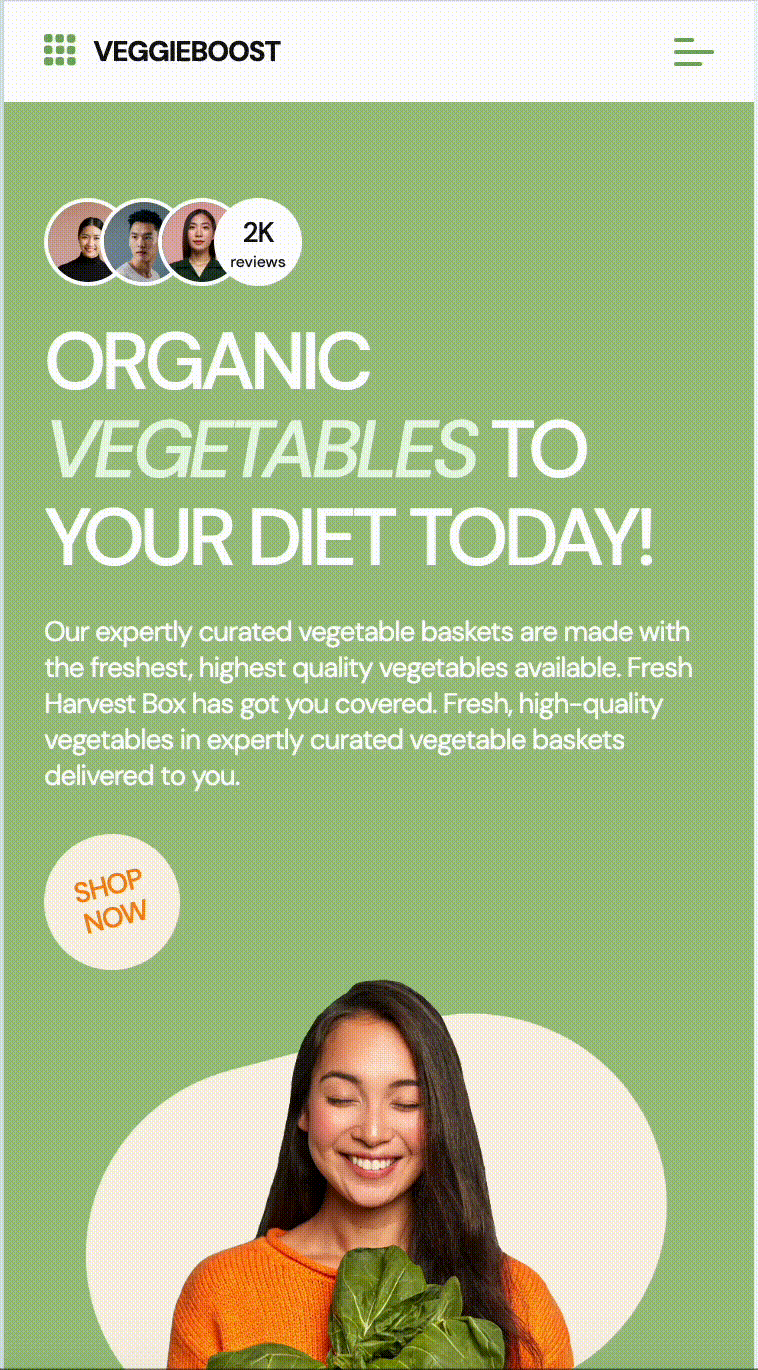 VEGGIEBOOST
2K
reviews
ORGANIC
VEGETABLES TO
YOUR DIET TODAY!
Our expertly curated vegetable baskets are made with
the freshest, highest quality vegetables available. Fresh
Harvest Box has got you covered. Fresh, high-quality
vegetables in expertly curated vegetable baskets
delivered to you.
SHOP
NOW